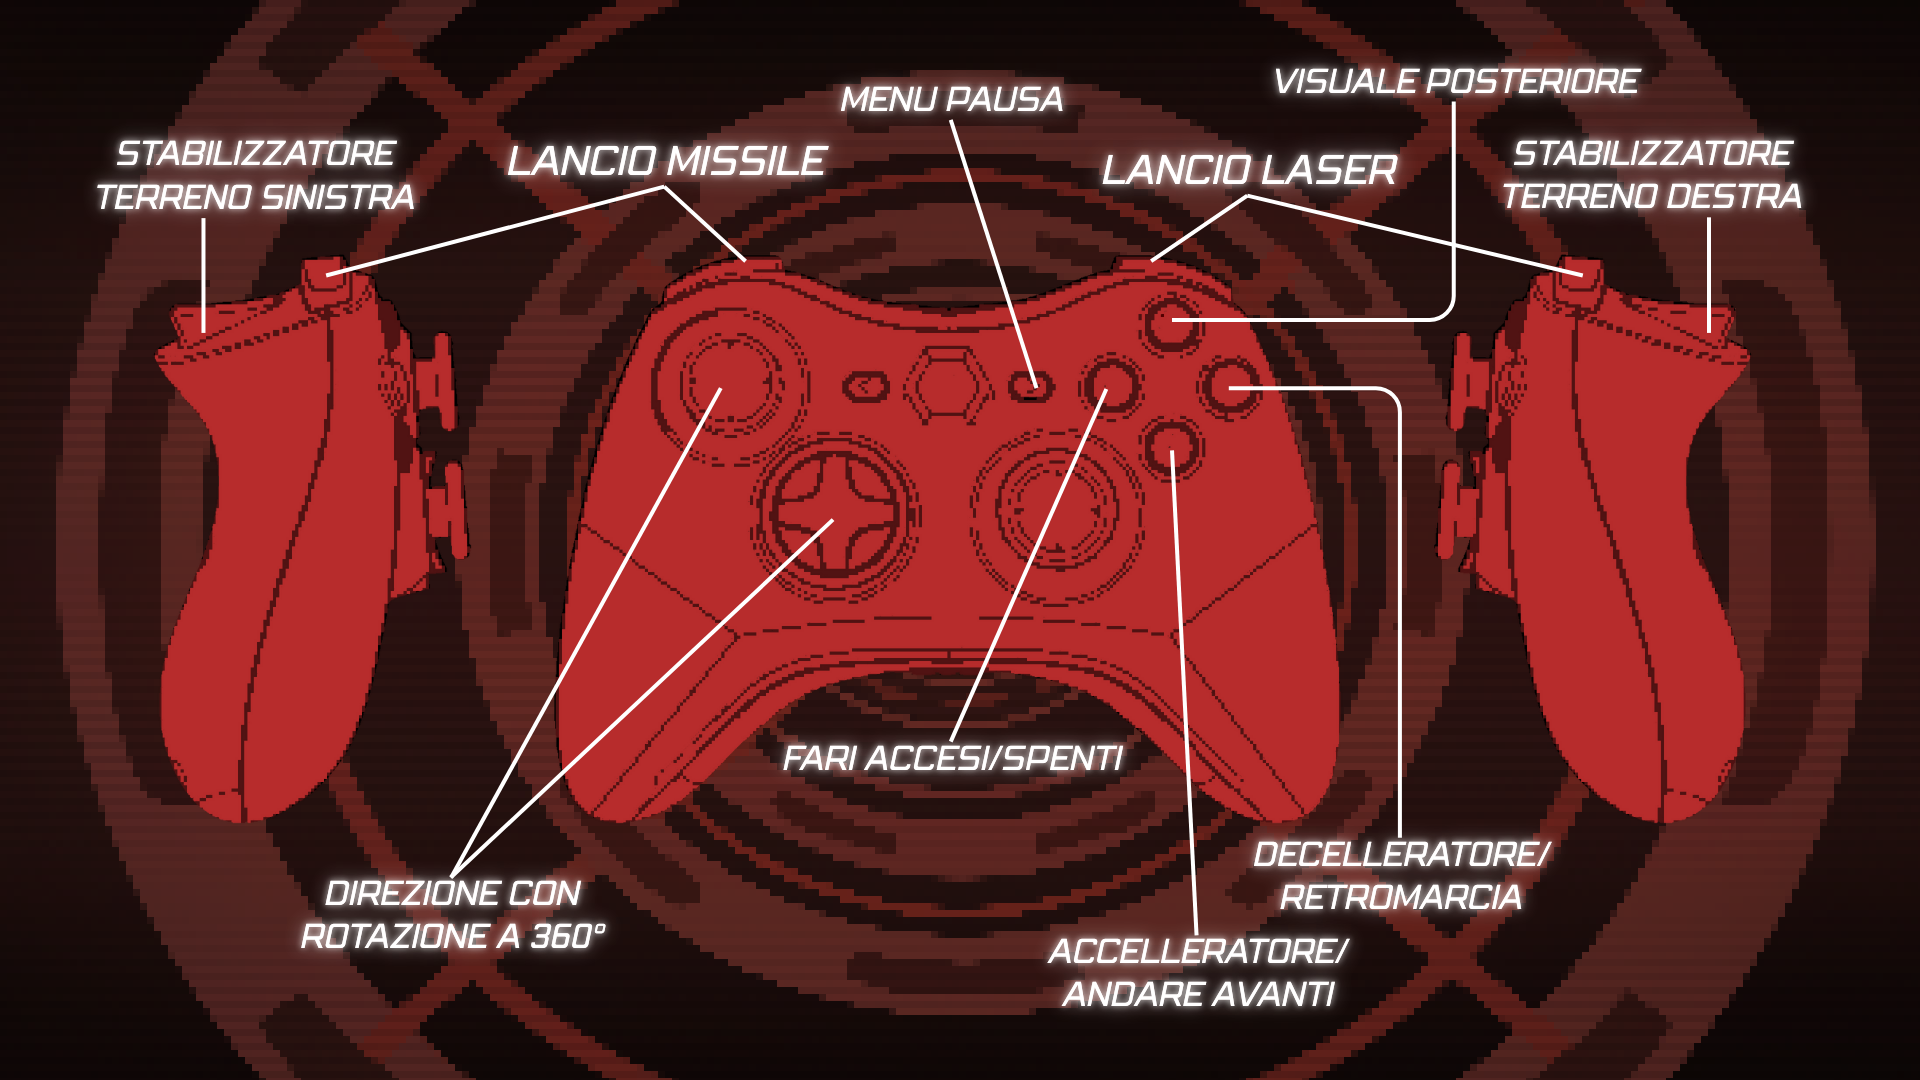 MENU PAUSA
VISUALE POSTERIORE
STABILIZZATORE
TERRENO SINISTRA
LANCIO MISSILE
LANCIO LASER
STABILIZZATORE
TERRENO DESTRA
FARI ACCESI/SPENTI
DIREZIONE CON
ROTAZIONE A 360°
DECELLERATORE/
RETROMARCIA
ACCELLERATORE/
ANDARE AVANTI